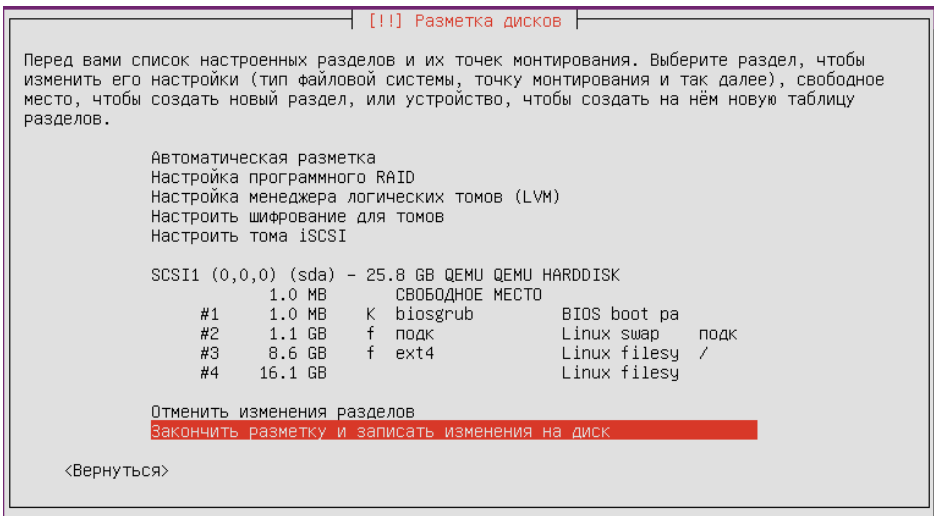 [!!] Разметка дисков
Перед вами список настроенных разделов и их точек монтирования. Выберите раздел, чтобы
изменить его настройки (тип файловой системы, точку монтирования и так далее), свободное
место, чтобы создать новый раздел, или устройство, чтобы создать на нём новую таблицу
разделов.
Автоматическая разметка
Настройка программного RAID
Настройка менеджера логических томов (LVM)
Настроить шифрование для томов
Настроить тома iSCSI
SCSI1 (0,0,0) (sda) - 25.8 GB QEMU QEMU HARDDISK
1.0 MB СВОБОДНОЕ МЕСТО
#1 1.0 MB K biosgrub BIOS boot pa
#2 1.1 GB f подк Linux swap подк
#3 8.6 GB f ext4 Linux filesy /
#4 16.1 GB Linux filesy
Отменить изменения разделов
Закончить разметку и записать изменения на диск
<Вернуться>